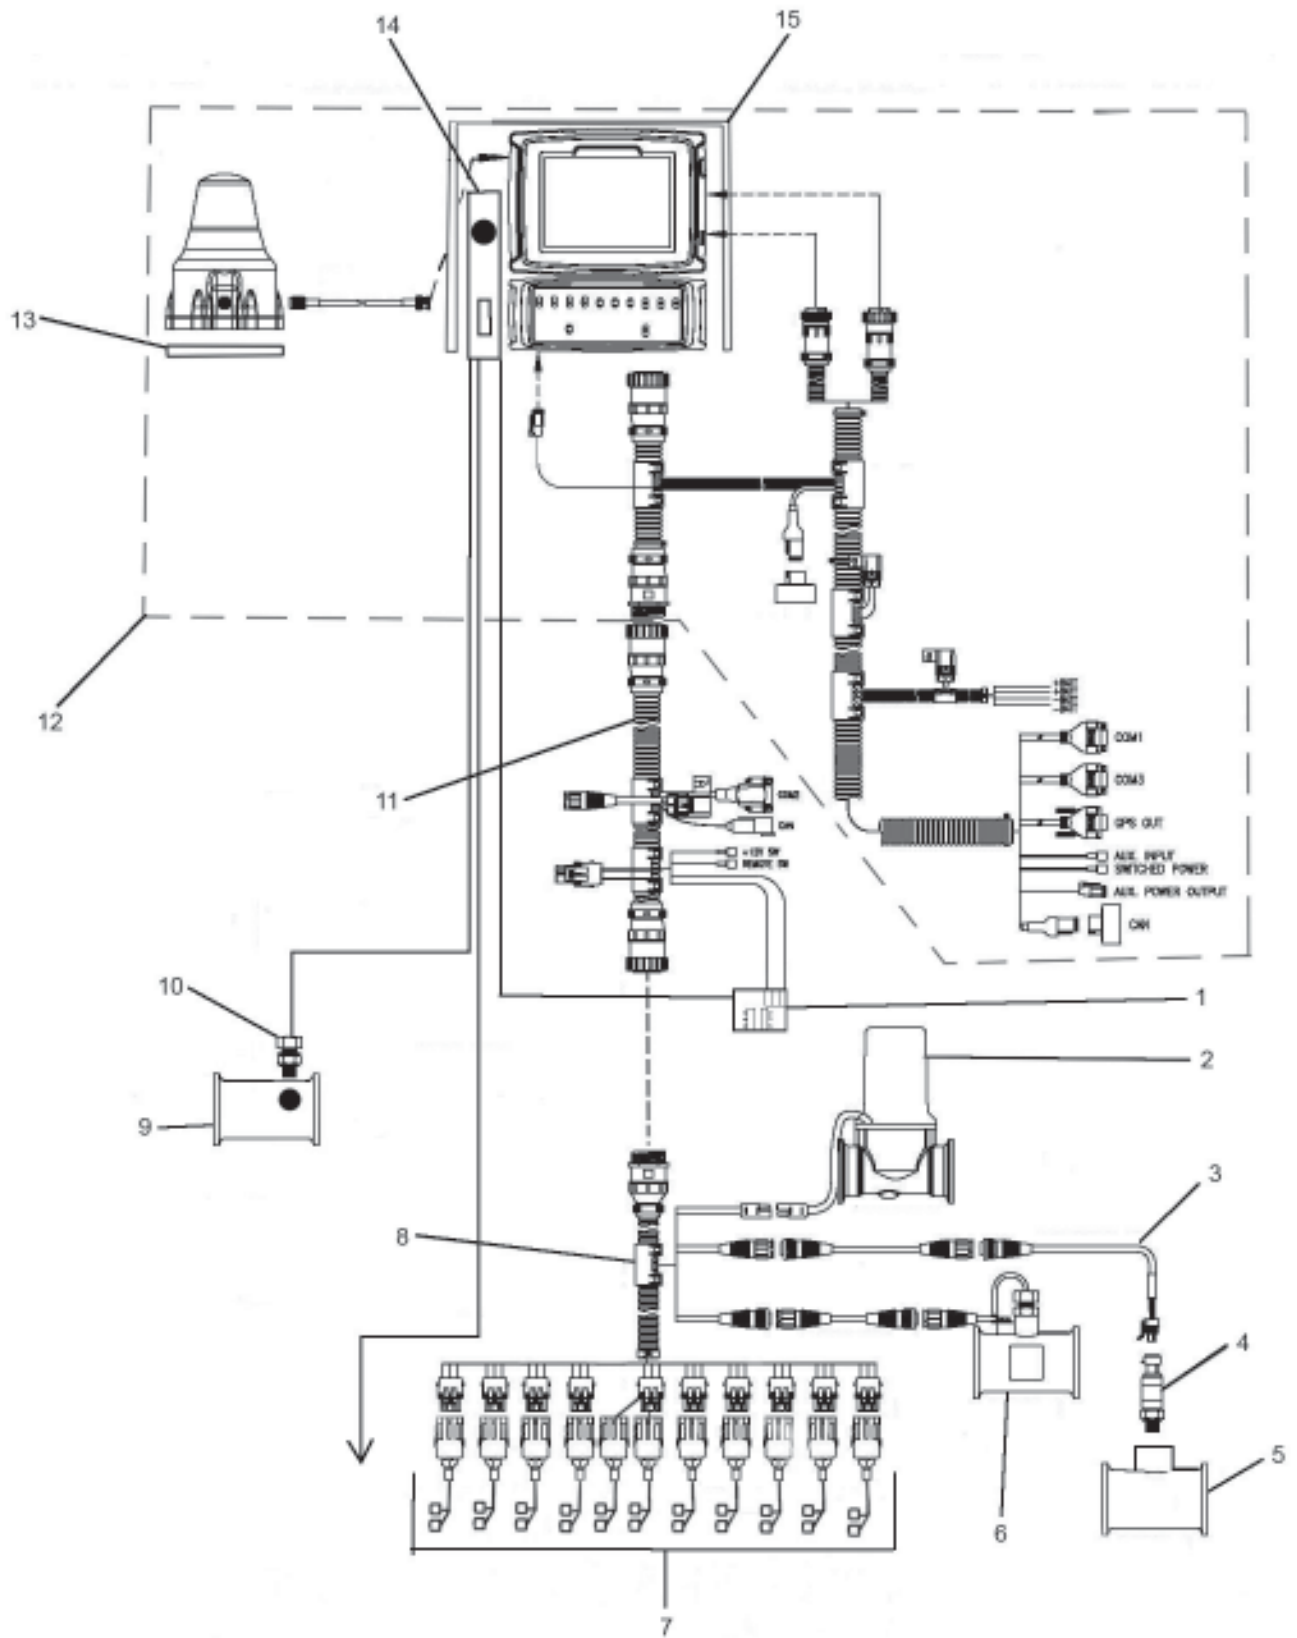 14
15
13
12
COM1
COM3
11
COM2
GPS OUT
CAN
+12V SW
AUX. INPUT
REMOTE SW
SWITCHED POWER
AUX. POWER OUTPUT
CAN
10
1
2
9
3
8
4
5
6
7